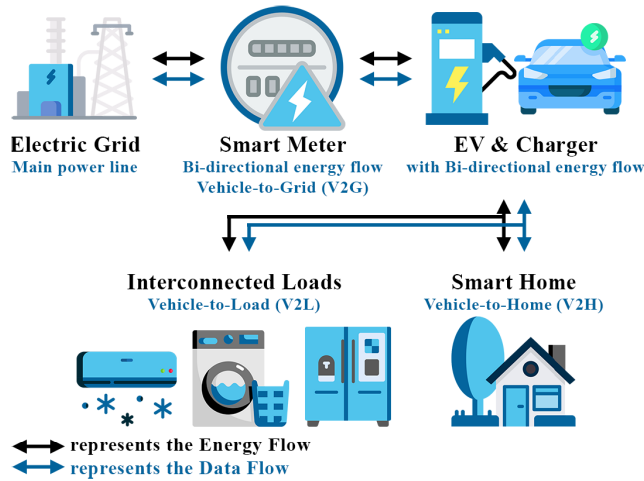 Electric Grid
Main power line
Smart Meter
Bi-directional energy flow
Vehicle-to-Grid (V2G)
EV & Charger
with Bi-directional energy flow
Interconnected Loads
Vehicle-to-Load (V2L)
Smart Home
Vehicle-to-Home (V2H)
represents the Energy Flow
represents the Data Flow